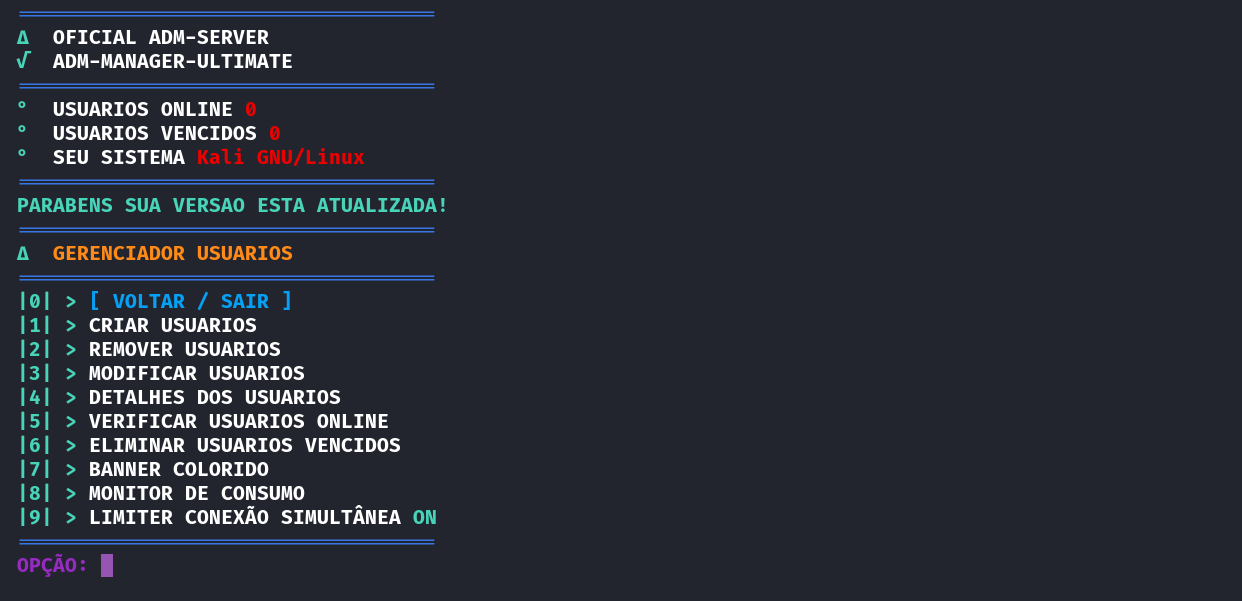 ∆ OFICIAL ADM-SERVER
√ ADM-MANAGER-ULTIMATE
° USUARIOS ONLINE 0
° USUARIOS VENCIDOS 0
° SEU SISTEMA Kali GNU/Linux
PARABENS SUA VERSAO ESTA ATUALIZADA!
∆ GERENCIADOR USUARIOS
|0| > [ VOLTAR / SAIR ]
|1| > CRIAR USUARIOS
|2| > REMOVER USUARIOS
|3| > MODIFICAR USUARIOS
|4| > DETALHES DOS USUARIOS
|5| > VERIFICAR USUARIOS ONLINE
|6| > ELIMINAR USUARIOS VENCIDOS
|7| > BANNER COLORIDO
|8| > MONITOR DE CONSUMO
|9| > LIMITER CONEXÃO SIMULTÂNEA ON
OPÇÃO: